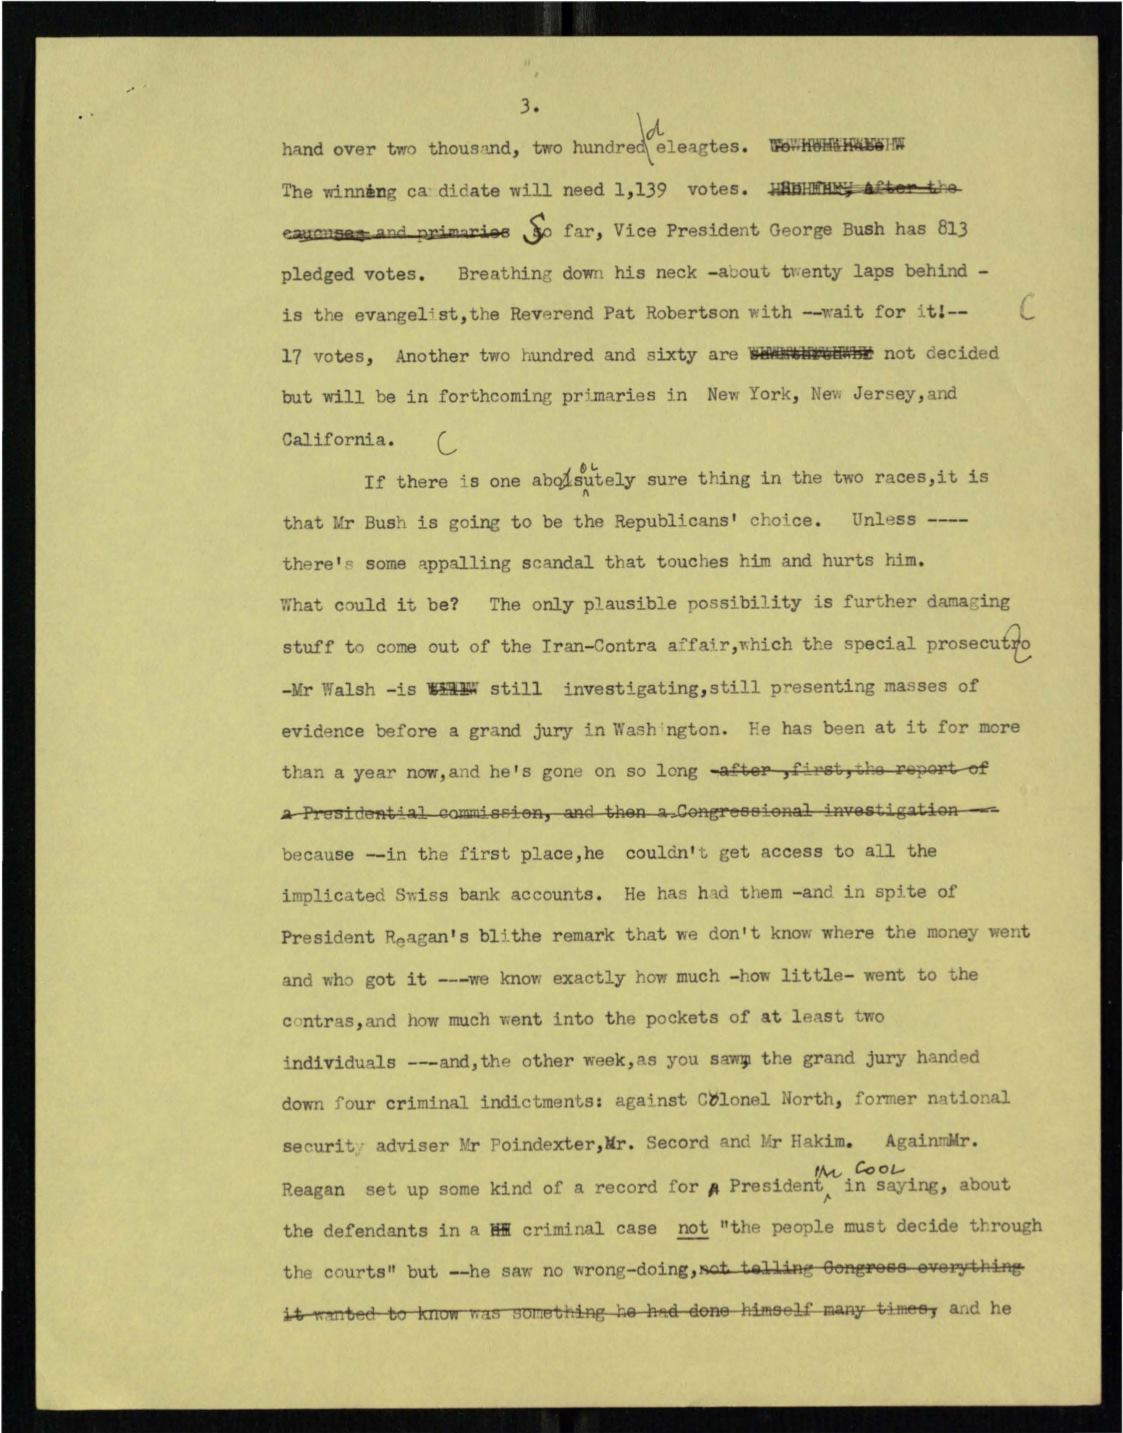 3.
hand over two thousand, two hundred deleagtes.
The winning ca didate will need 1,139 votes. After the
caucuses and primaries So far, Vice President George Bush has 813
pledged votes. Breathing down his neck -about twenty laps behind -
is the evangelist,the Reverend Pat Robertson with --wait for it!--
17 votes, Another two hundred and sixty are not decided
but will be in forthcoming primaries in New York, New Jersey,and
California.
If there is one absolutely sure thing in the two races,it is
that Mr Bush is going to be the Republicans' choice. Unless ----
there's some appalling scandal that touches him and hurts him.
What could it be? The only plausible possibility is further damaging
stuff to come out of the Iran-Contra affair,which the special prosecutro
-Mr Walsh -is still investigating,still presenting masses of
evidence before a grand jury in Wash ngton. He has been at it for more
than a year now,and he's gone on so long -after ,first,the report of
a Presidential commission, and then a Congressional investigation ---
because --in the first place,he couldn't get access to all the
implicated Swiss bank accounts. He has had them -and in spite of
President Reagan's blithe remark that we don't know where the money went
and who got it ---we know exactly how much -how little- went to the
contras,and how much went into the pockets of at least two
individuals ---and,the other week,as you saw, the grand jury handed
down four criminal indictments: against Colonel North, former national
security adviser Mr Poindexter,Mr. Secord and Mr Hakim. AgainmMr.
Reagan set up some kind of a record for A President, in COOL in saying, about
the defendants in a criminal case not "the people must decide through
the courts" but --he saw no wrong-doing,not telling Congress everything
it wanted to know was something he had done himself many times, and he